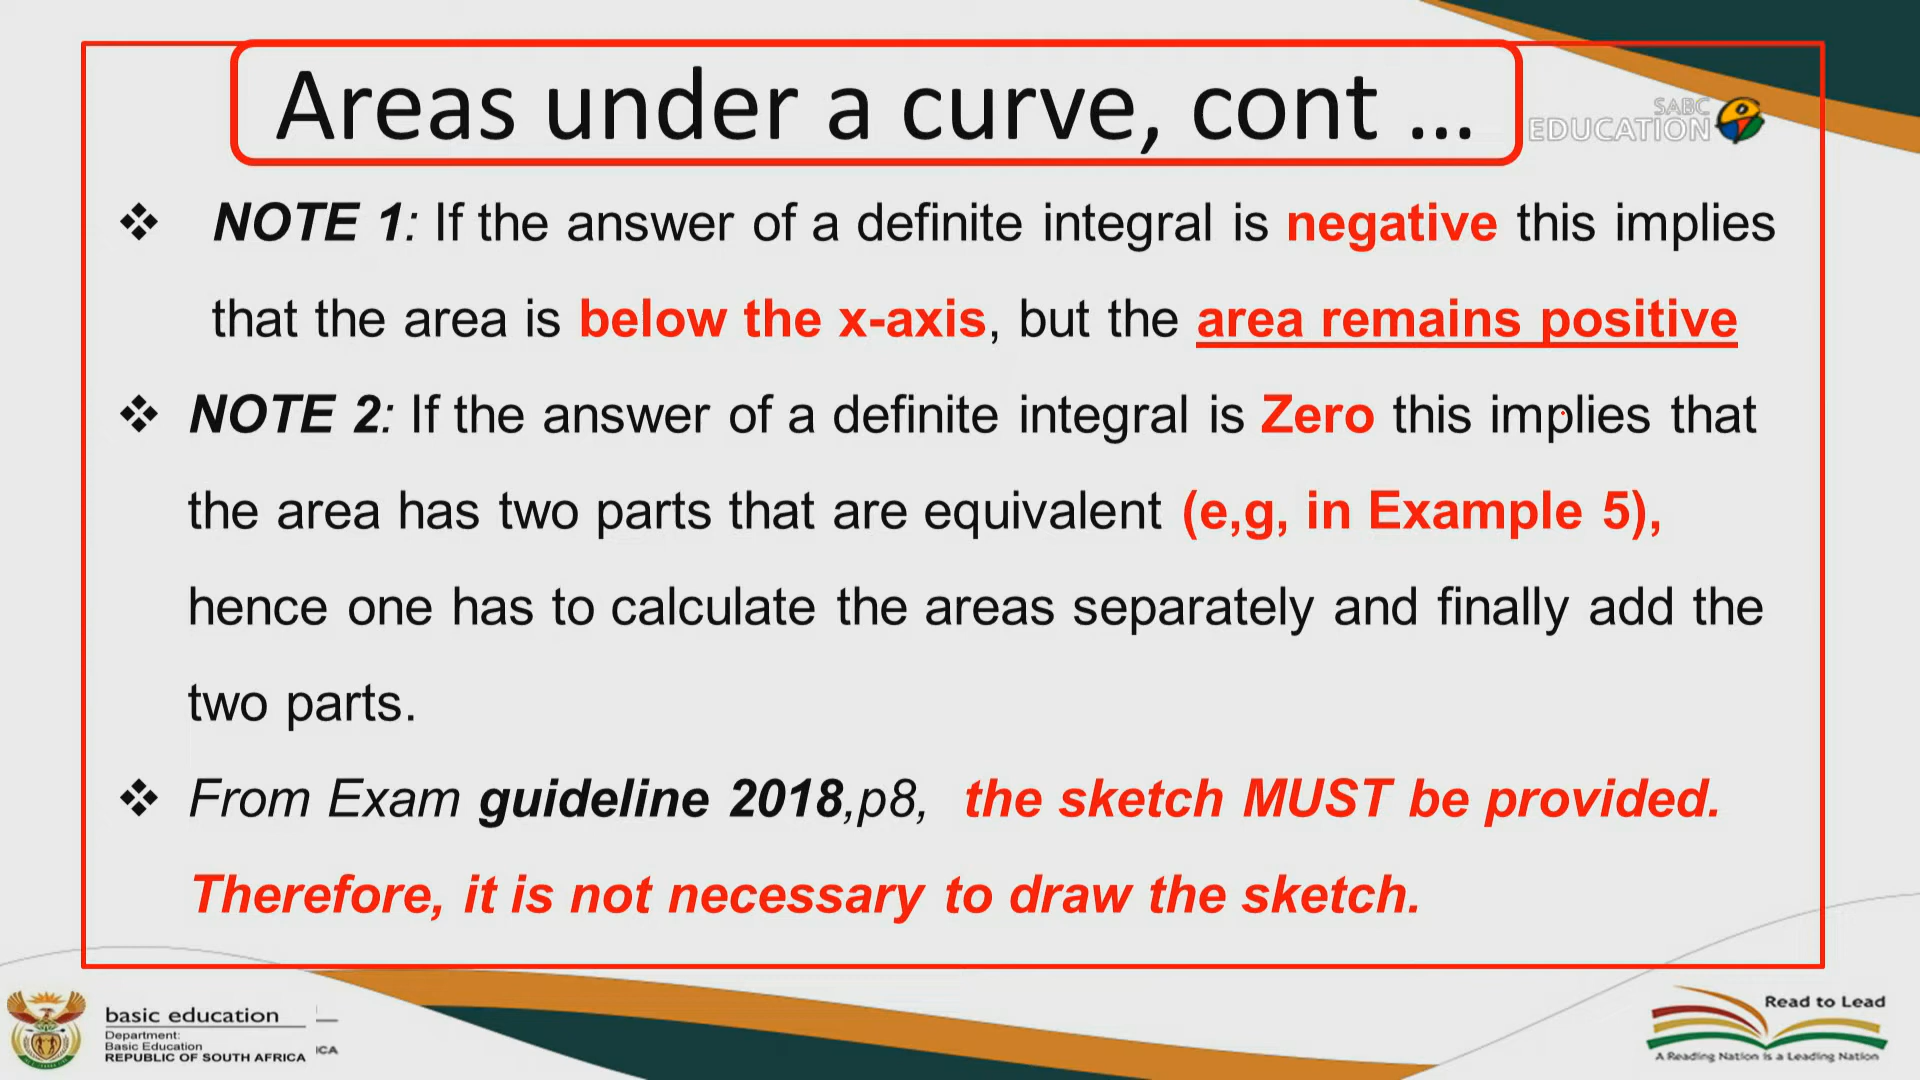 Areas under a curve, cont ...
SABC
EDUCATION
❖ NOTE 1: If the answer of a definite integral is negative this implies
that the area is below the x-axis, but the area remains positive
❖ NOTE 2: If the answer of a definite integral is Zero this implies that
the area has two parts that are equivalent (e,g, in Example 5),
hence one has to calculate the areas separately and finally add the
two parts.
❖ From Exam guideline 2018,p8, the sketch MUST be provided.
Therefore, it is not necessary to draw the sketch.
basic education
Department:
Basic Education
REPUBLIC OF SOUTH AFRICA
ICA
Read to Lead
A Reading Nation is a Leading Nation